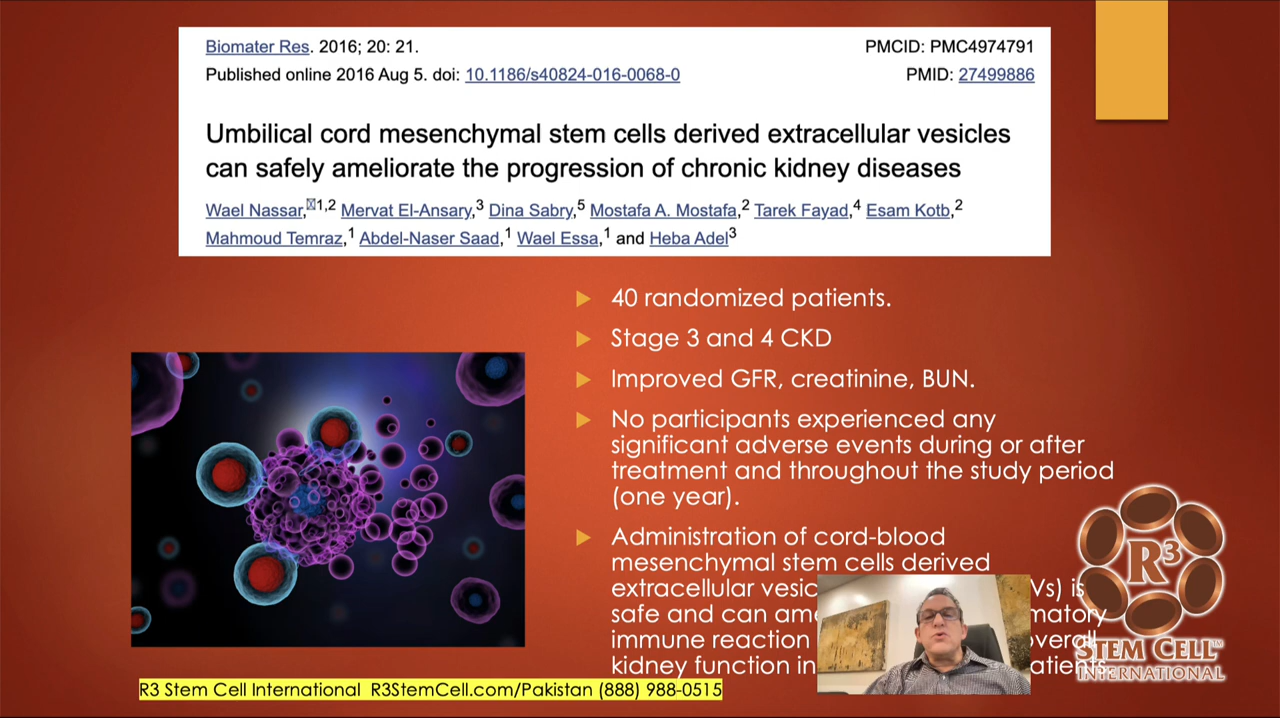 Biomater Res. 2016; 20: 21.
PMCID: PMC4974791
Published online 2016 Aug 5. doi: 10.1186/s40824-016-0068-0
PMID: 27499886
Umbilical cord mesenchymal stem cells derived extracellular vesicles
can safely ameliorate the progression of chronic kidney diseases
Wael Nassar,1,2 Mervat El-Ansary,3 Dina Sabry,5 Mostafa A. Mostafa,2 Tarek Fayad,4 Esam Kotb,2
Mahmoud Temraz,1 Abdel-Naser Saad,1 Wael Essa,1 and Heba Adel3
40 randomized patients.
Stage 3 and 4 CKD
Improved GFR, creatinine, BUN.
No participants experienced any
significant adverse events during or after
treatment and throughout the study period
(one year).
Administration of cord-blood
mesenchymal stem cells derived
extracellular is
safe and can
immune reaction overall
kidney function in
R3
STEM CELL™
INTERNATIONAL
R3 Stem Cell International R3StemCell.com/Pakistan (888) 988-0515